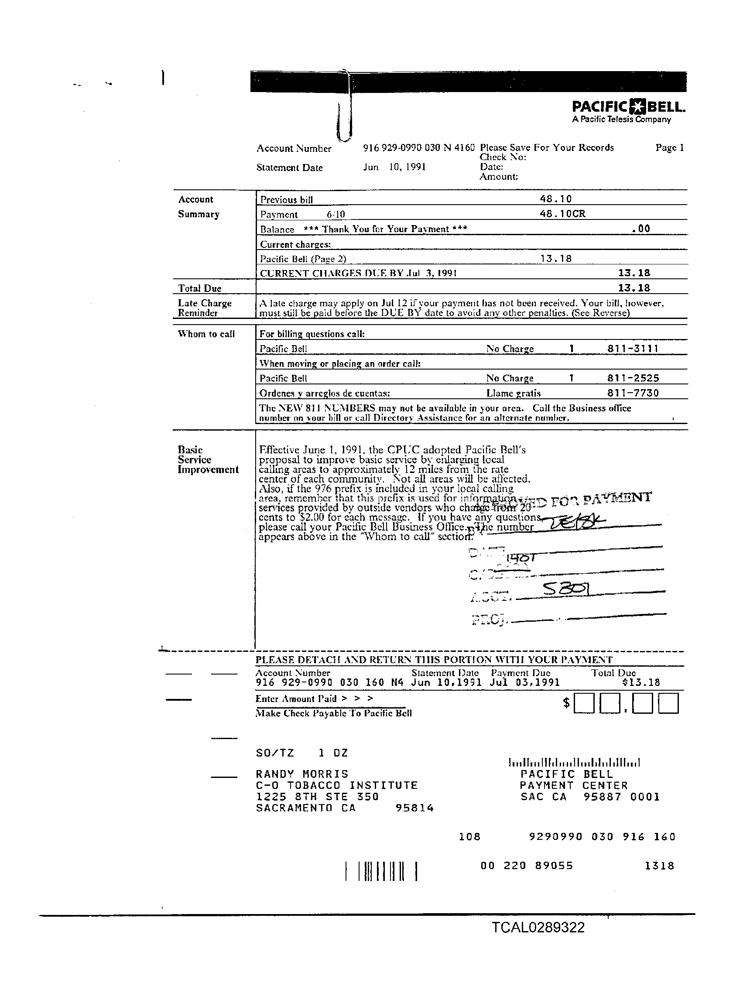 PACIFIC BELL.
A Pacific Telesis Company
Account Number 916 929-0990 030 N 4160 Please Save For Your Records Page 1
Check No:
Statement Date Jun 10, 1991 Date:
Amount:
Account Previous bill 48.10
Summary Payment 6-10 48.10CR
Balance *** Thank You for Your Payment *** .00
Current charges:
Pacific Bell (Page 2) 13.18
CURRENT CHARGES DUE BY Jul 3, 1991 13.18
Total Due 13.18
Late Charge A late charge may apply on Jul 12 if your payment has not been received. Your bill, however,
Reminder must still be paid before the DUE BY date to avoid any other penalties. (See Reverse)
Whom to call For billing questions call:
Pacific Bell No Charge 1 811-3111
When moving or placing an order call:
Pacific Bell No Charge 1 811-2525
Ordenes y arreglos de cuentas: Llame gratis 811-7730
The NEW 811 NUMBERS may not be available in your area. Call the Business office
number on your bill or call Directory Assistance for an alternate number.
Basic Effective June 1, 1991, the CPUC adopted Pacific Bell's
Service proposal to improve basic service by enlarging local
Improvement calling areas to approximately 12 miles from the rate
center of each community. Not all areas will be affected.
Also, if the 976 prefix is included in your local calling
area, remember that this prefix is used for information
services provided by outside vendors who charge from 20
cents to $2.00 for each message. If you have any questions,
please call your Pacific Bell Business Office. The number
appears above in the "Whom to call" section.
FOR PAYMENT
DATE 1401
ACCT. 5301
PROJ.
PLEASE DETACH AND RETURN THIS PORTION WITH YOUR PAYMENT
Account Number Statement Date Payment Due Total Due
916 929-0990 030 160 N4 Jun 10,1991 Jul 03,1991 $13.18
Enter Amount Paid > > > $ .
Make Check Payable To Pacific Bell
SO/TZ 1 OZ
RANDY MORRIS PACIFIC BELL
C-O TOBACCO INSTITUTE PAYMENT CENTER
1225 8TH STE 350 SAC CA 95887 0001
SACRAMENTO CA 95814
108 9290990 030 916 160
00 220 89055 1318
TCAL0289322